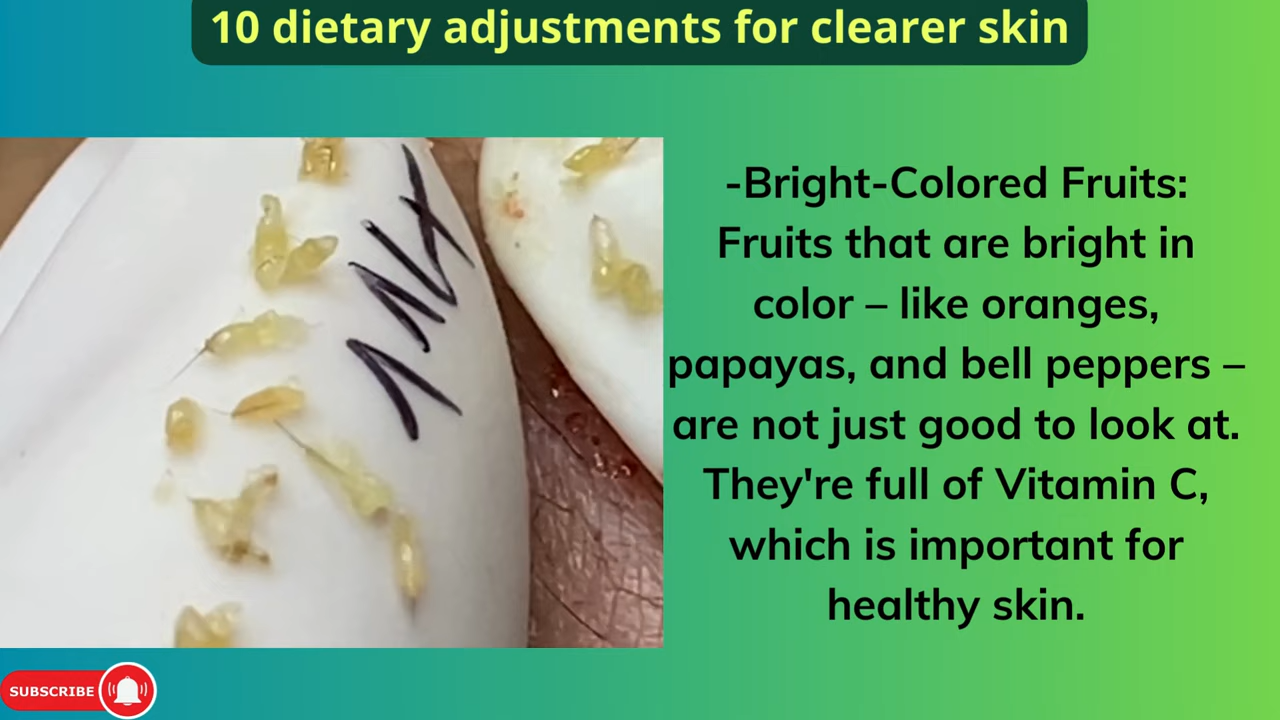 10 dietary adjustments for clearer skin
-Bright-Colored Fruits:
Fruits that are bright in
color – like oranges,
papayas, and bell peppers –
are not just good to look at.
They're full of Vitamin C,
which is important for
healthy skin.
SUBSCRIBE